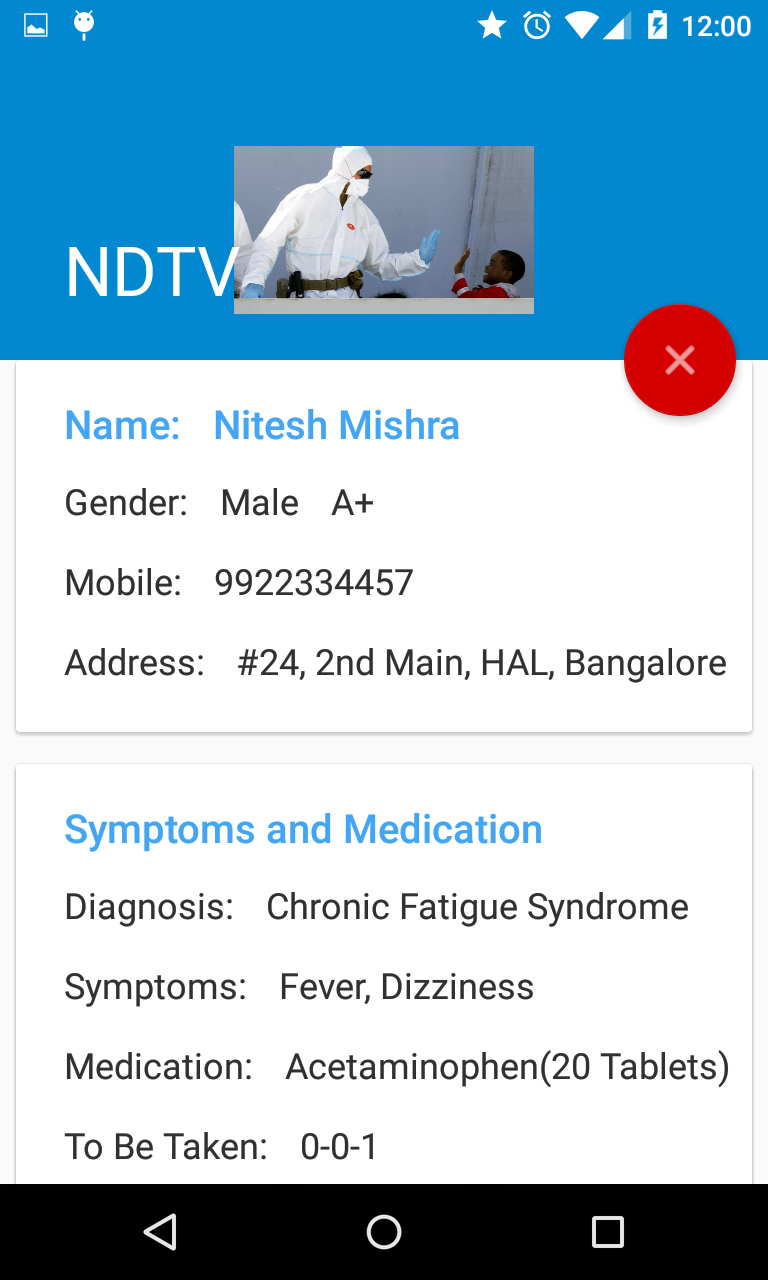 12:00
NDTV
Name: Nitesh Mishra
Gender: Male A+
Mobile: 9922334457
Address: #24, 2nd Main, HAL, Bangalore
Symptoms and Medication
Diagnosis: Chronic Fatigue Syndrome
Symptoms: Fever, Dizziness
Medication: Acetaminophen(20 Tablets)
To Be Taken: 0-0-1